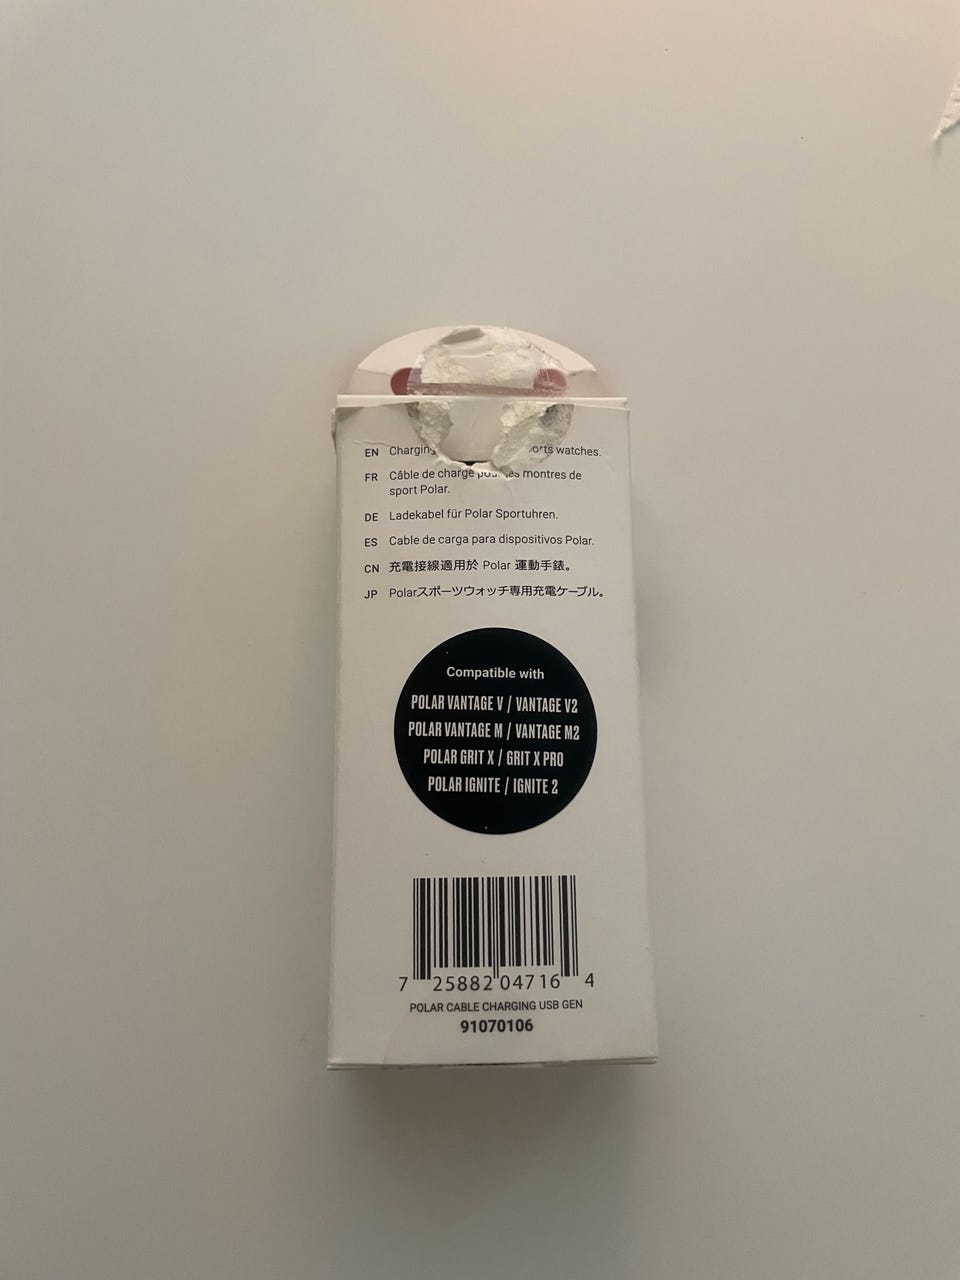 EN Charging sports watches.
FR Câble de charge pour les montres de
sport Polar.
DE Ladekabel für Polar Sportuhren.
ES Cable de carga para dispositivos Polar.
CN 充電接線適用於 Polar 運動手錶。
JP Polarスポーツウォッチ専用充電ケーブル。
Compatible with
POLAR VANTAGE V / VANTAGE V2
POLAR VANTAGE M / VANTAGE M2
POLAR GRIT X / GRIT X PRO
POLAR IGNITE / IGNITE 2
7 25882 04716 4
POLAR CABLE CHARGING USB GEN
91070106